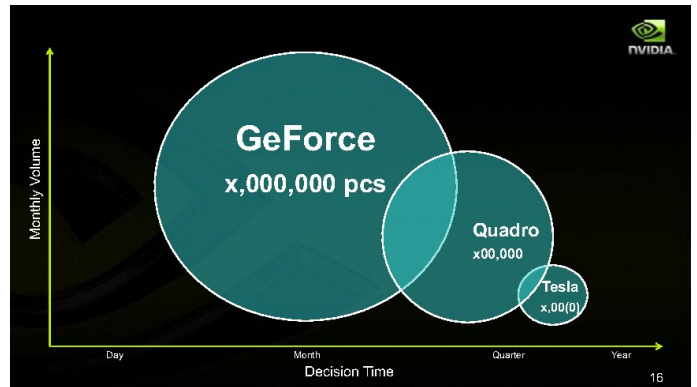 NVIDIA.
GeForce
x,000,000 pcs
Monthly Volume
Quadro
x00,000
Tesla
x,00(0)
Day
Month
Quarter
Year
Decision Time
16